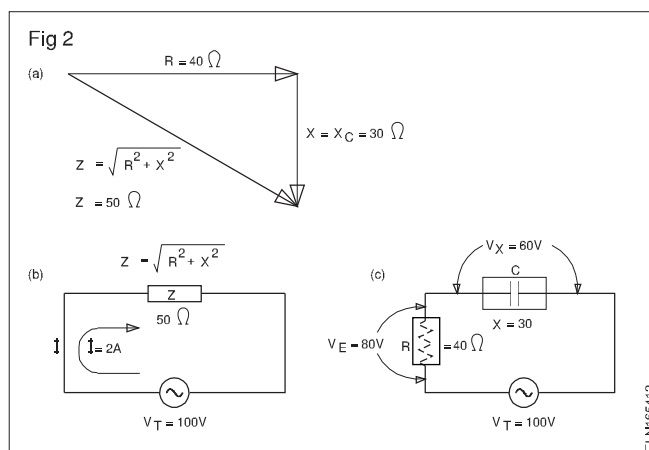 Fig 2
(a)
R = 40 Ω
X = X_C = 30 Ω
Z = √(R² + X²)
Z = 50 Ω
(b)
Z = √(R² + X²)
Z
50 Ω
I
I = 2A
V_T = 100V
(c)
V_X = 60V
C
X = 30
V_E = 80V
R
= 40 Ω
V_T = 100V